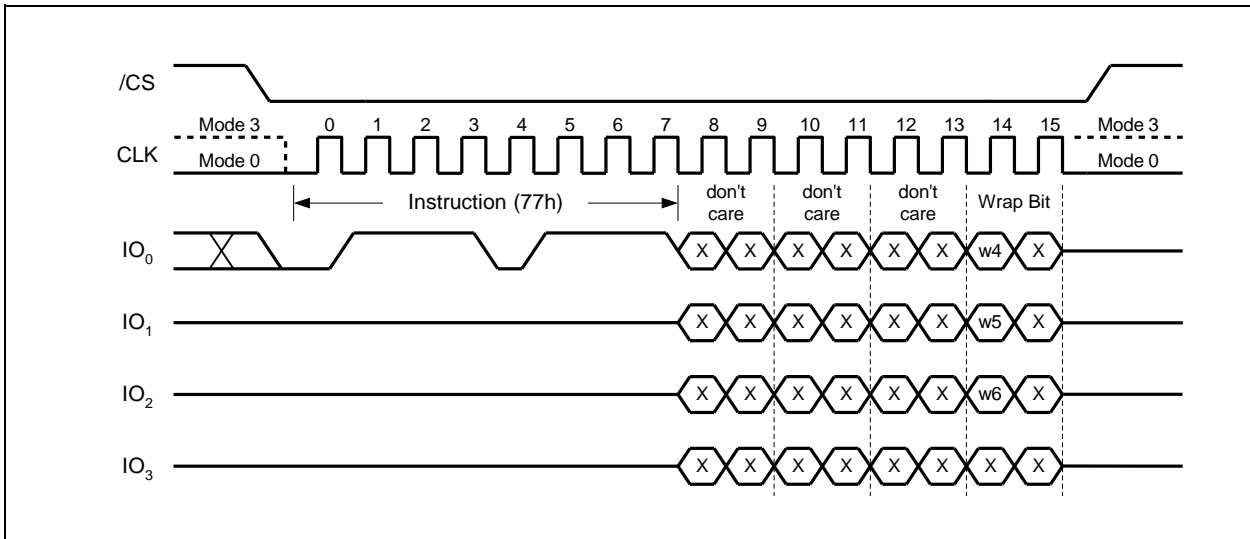 /CS
Mode 3 0 1 2 3 4 5 6 7 8 9 10 11 12 13 14 15 Mode 3
CLK
Mode 0 Mode 0
Instruction (77h) don't care don't care don't care Wrap Bit
IO0 X X X X X X w4 X
IO1 X X X X X X w5 X
IO2 X X X X X X w6 X
IO3 X X X X X X X X